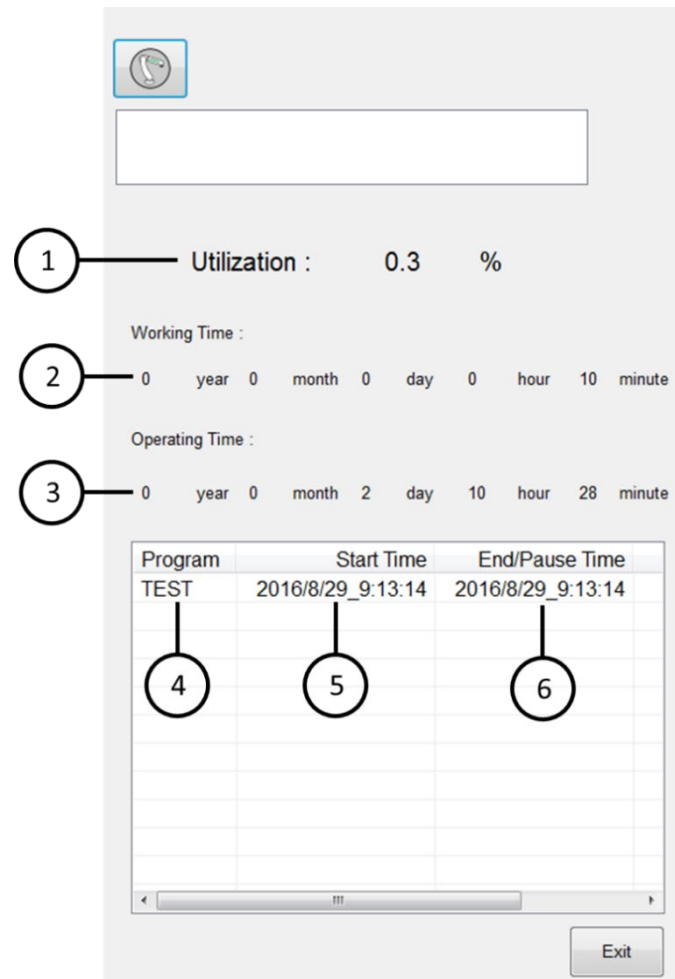 1 Utilization : 0.3 %
Working Time :
2 0 year 0 month 0 day 0 hour 10 minute
Operating Time :
3 0 year 0 month 2 day 10 hour 28 minute
Program Start Time End/Pause Time
TEST 2016/8/29_9:13:14 2016/8/29_9:13:14
4 5 6
Exit